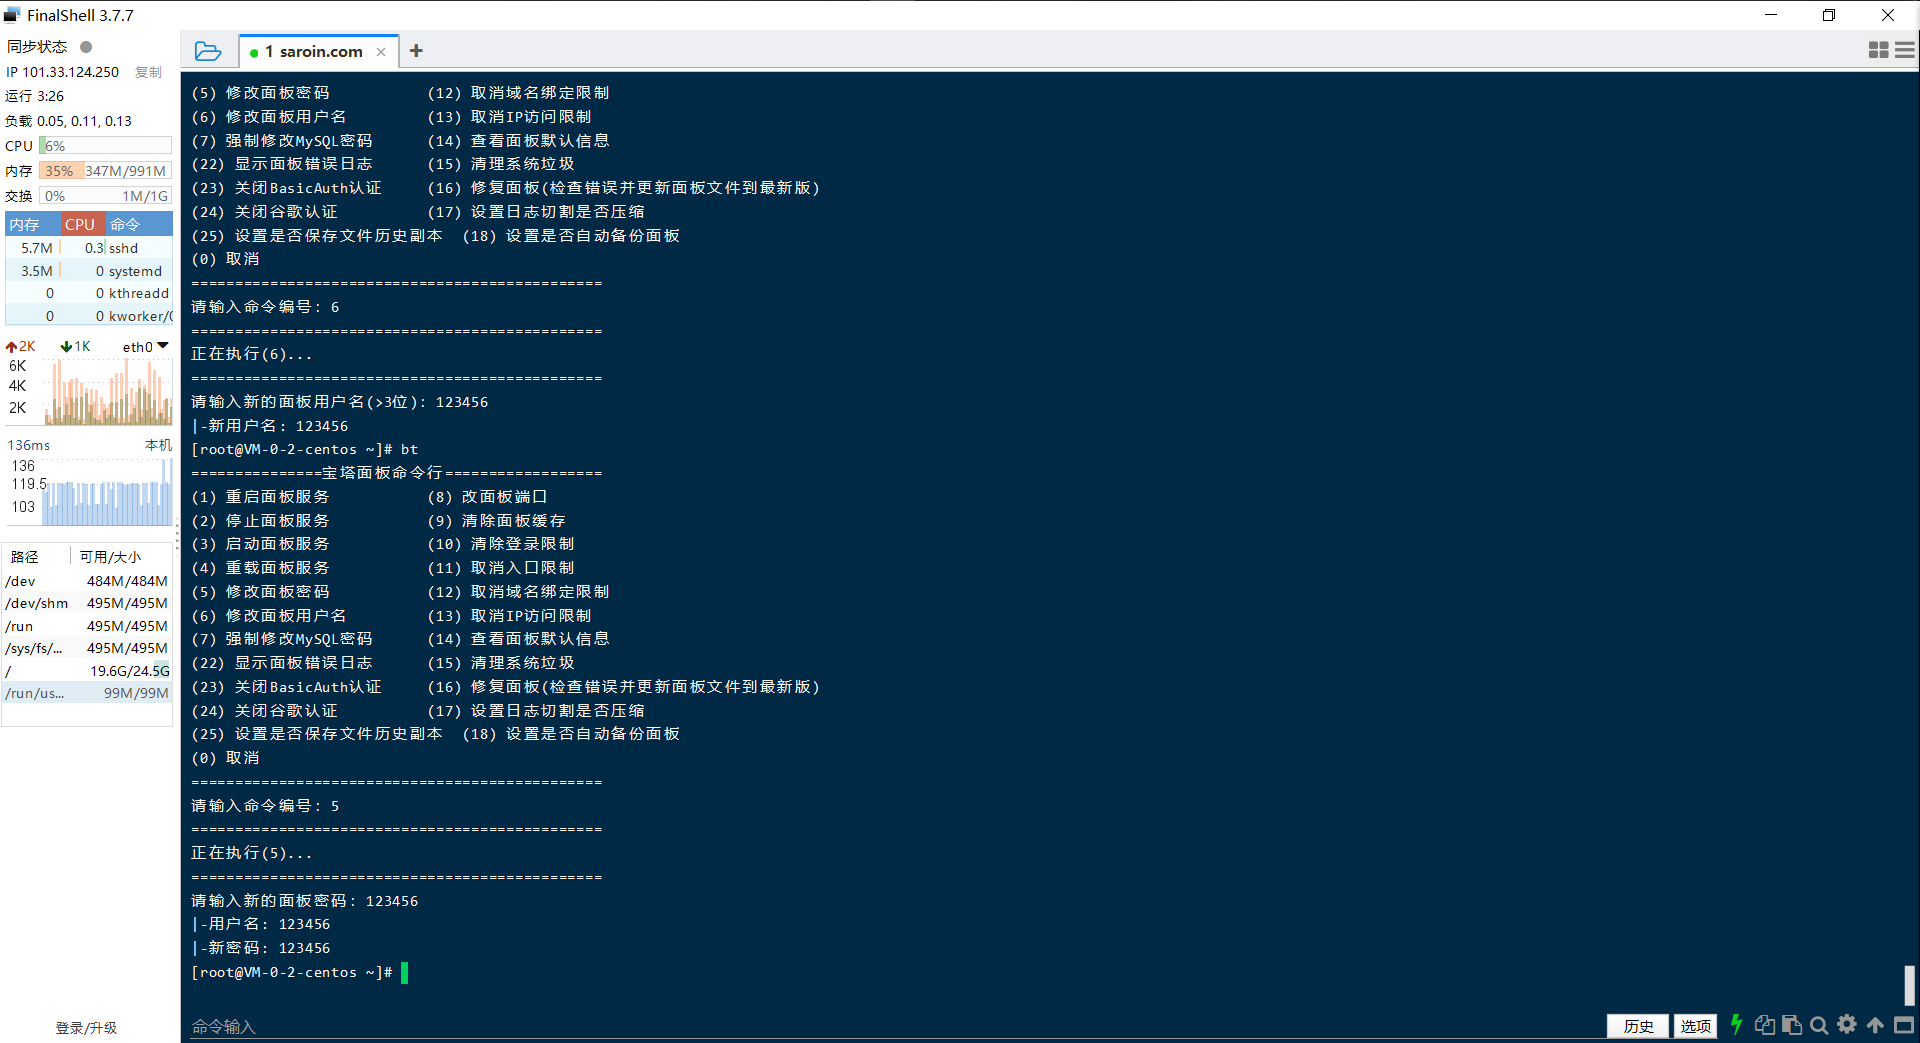 FinalShell 3.7.7
同步状态
IP 101.33.124.250 复制
运行 3:26
负载 0.05, 0.11, 0.13
CPU 6%
内存 35% 347M/991M
交换 0% 1M/1G
内存 CPU 命令
5.7M 0.3 sshd
3.5M 0 systemd
0 0 kthreadd
0 0 kworker/0
2K 1K eth0
6K
4K
2K
136ms 本机
136
119.5
103
路径 可用/大小
/dev 484M/484M
/dev/shm 495M/495M
/run 495M/495M
/sys/fs/... 495M/495M
/ 19.6G/24.5G
/run/us... 99M/99M
登录/升级
1 saroin.com
(5) 修改面板密码 (12) 取消域名绑定限制
(6) 修改面板用户名 (13) 取消IP访问限制
(7) 强制修改MySQL密码 (14) 查看面板默认信息
(22) 显示面板错误日志 (15) 清理系统垃圾
(23) 关闭BasicAuth认证 (16) 修复面板(检查错误并更新面板文件到最新版)
(24) 关闭谷歌认证 (17) 设置日志切割是否压缩
(25) 设置是否保存文件历史副本 (18) 设置是否自动备份面板
(0) 取消
===============================================
请输入命令编号: 6
===============================================
正在执行(6)...
===============================================
请输入新的面板用户名(>3位): 123456
|-新用户名: 123456
[root@VM-0-2-centos ~]# bt
===============宝塔面板命令行==================
(1) 重启面板服务 (8) 改面板端口
(2) 停止面板服务 (9) 清除面板缓存
(3) 启动面板服务 (10) 清除登录限制
(4) 重载面板服务 (11) 取消入口限制
(5) 修改面板密码 (12) 取消域名绑定限制
(6) 修改面板用户名 (13) 取消IP访问限制
(7) 强制修改MySQL密码 (14) 查看面板默认信息
(22) 显示面板错误日志 (15) 清理系统垃圾
(23) 关闭BasicAuth认证 (16) 修复面板(检查错误并更新面板文件到最新版)
(24) 关闭谷歌认证 (17) 设置日志切割是否压缩
(25) 设置是否保存文件历史副本 (18) 设置是否自动备份面板
(0) 取消
===============================================
请输入命令编号: 5
===============================================
正在执行(5)...
===============================================
请输入新的面板密码: 123456
|-用户名: 123456
|-新密码: 123456
[root@VM-0-2-centos ~]#
命令输入
历史 选项